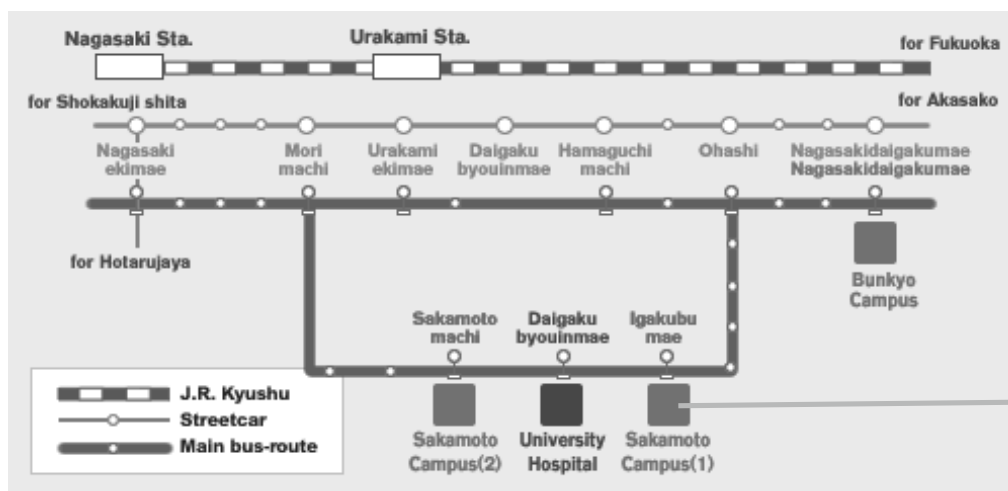 Nagasaki Sta.
Urakami Sta.
for Fukuoka
for Shokakuji shita
for Akasako
Nagasaki
ekimae
Mori
machi
Urakami
ekimae
Daigaku
byouinmae
Hamaguchi
machi
Ohashi
Nagasakidaigakumae
Nagasakidaigakumae
for Hotarujaya
Bunkyo
Campus
Sakamoto
machi
Daigaku
byouinmae
Igakubu
mae
J.R. Kyushu
Streetcar
Main bus-route
Sakamoto
Campus(2)
University
Hospital
Sakamoto
Campus(1)